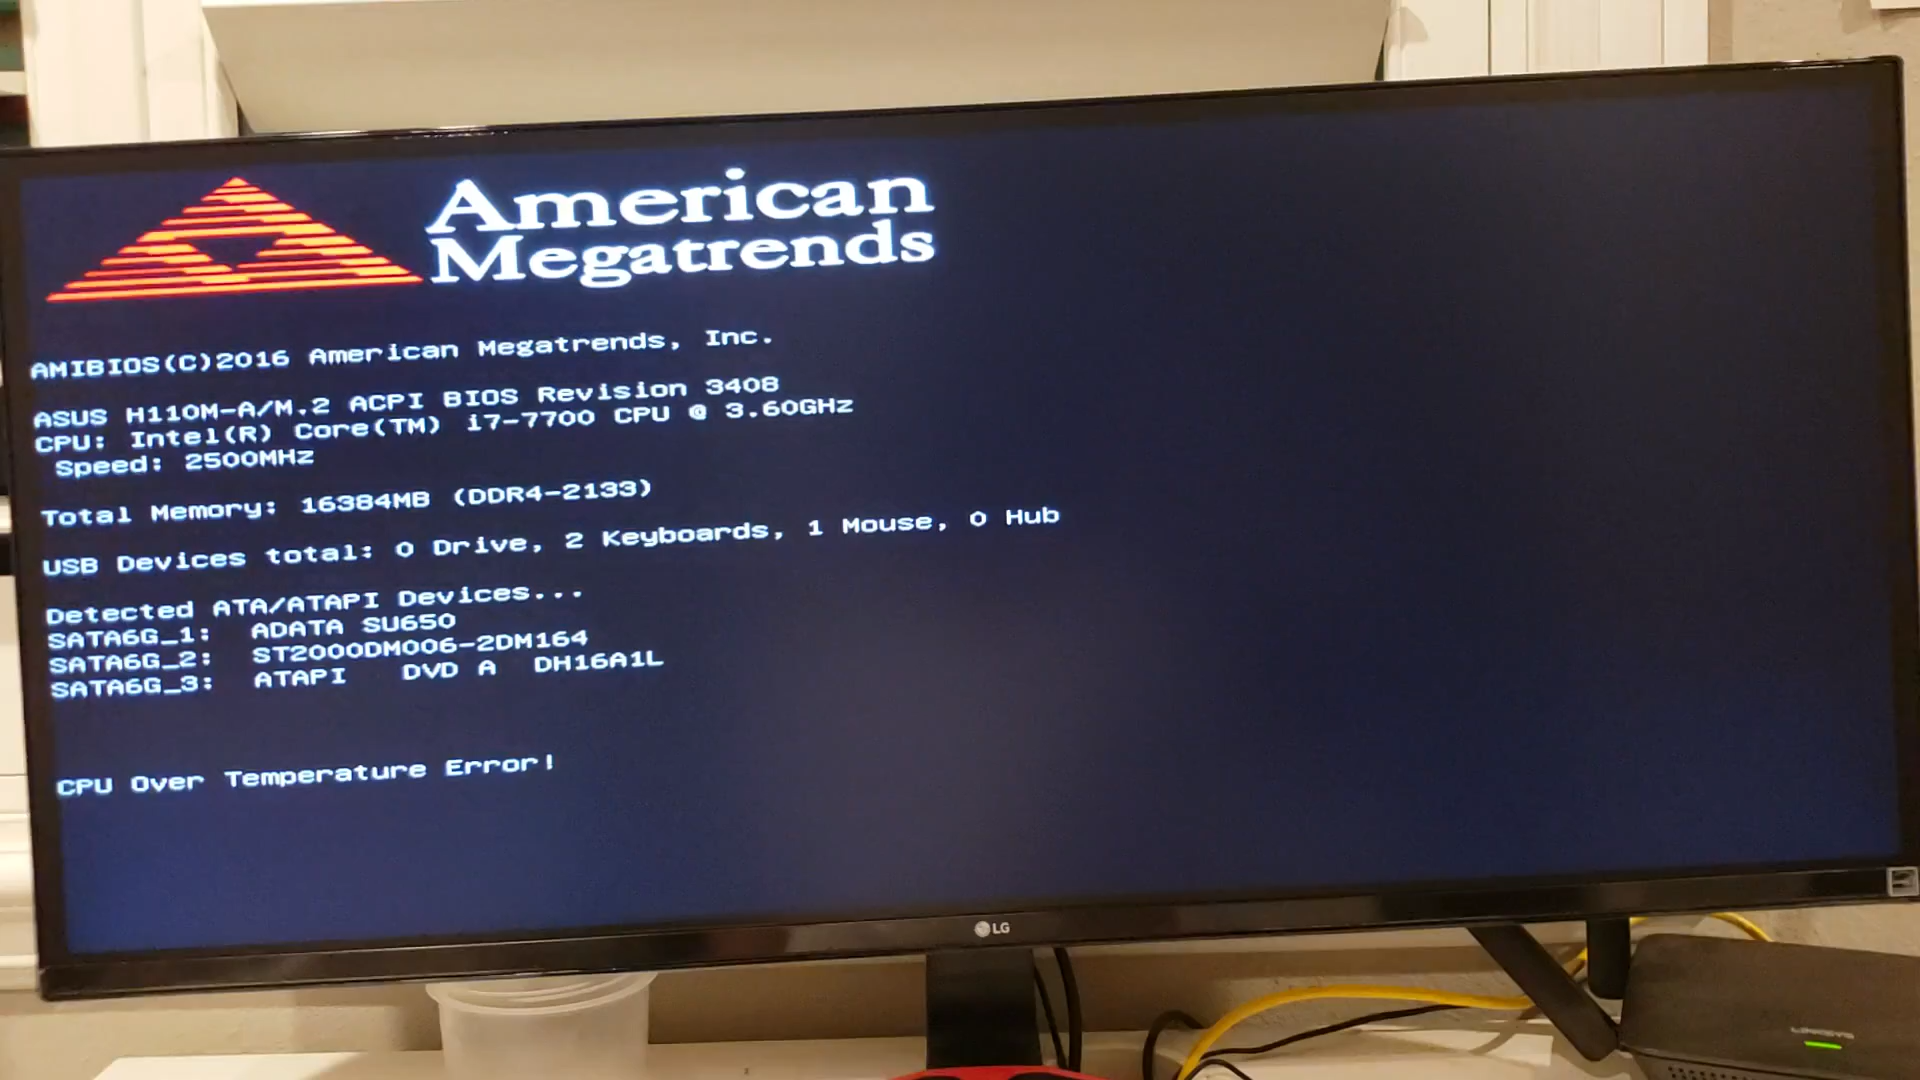 American
Megatrends
AMIBIOS(C)2016 American Megatrends, Inc.
ASUS H110M-A/M.2 ACPI BIOS Revision 3408
CPU: Intel(R) Core(TM) i7-7700 CPU @ 3.60GHz
Speed: 2500MHz
Total Memory: 16384MB (DDR4-2133)
USB Devices total: 0 Drive, 2 Keyboards, 1 Mouse, 0 Hub
Detected ATA/ATAPI Devices...
SATA6G_1: ADATA SU650
SATA6G_2: ST2000DM006-2DM164
SATA6G_3: ATAPI DVD A DH16A1L
CPU Over Temperature Error!
LG
LINKSYS